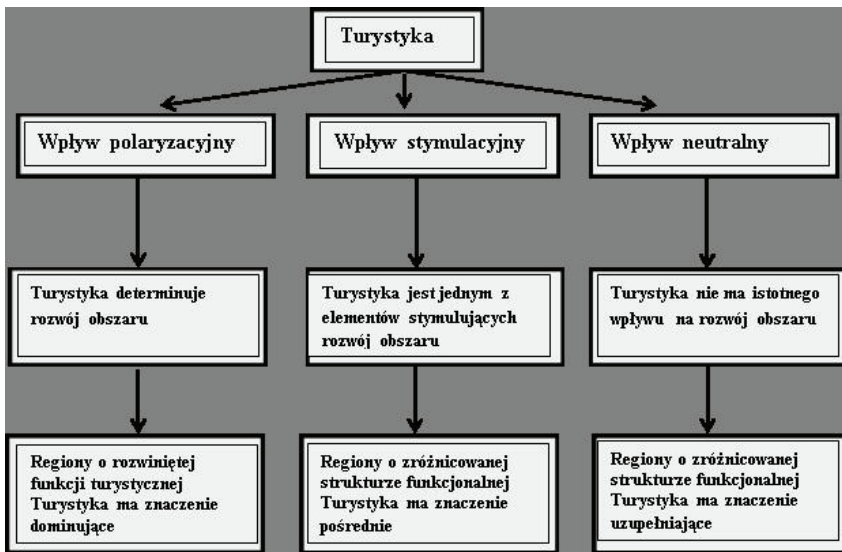 Turystyka
Wpływ polaryzacyjny
Wpływ stymulacyjny
Wpływ neutralny
Turystyka determinuje
rozwój obszaru
Turystyka jest jednym z
elementów stymulujących
rozwój obszaru
Turystyka nie ma istotnego
wpływu na rozwój obszaru
Regiony o rozwiniętej
funkcji turystycznej
Turystyka ma znaczenie
dominujące
Regiony o zróżnicowanej
strukturze funkcjonalnej
Turystyka ma znaczenie
pośrednie
Regiony o zróżnicowanej
strukturze funkcjonalnej
Turystyka ma znaczenie
uzupełniające